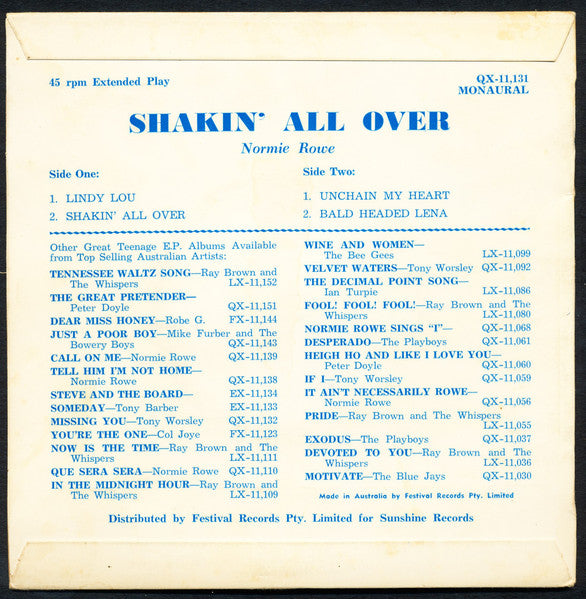 45 rpm Extended Play
QX-11,131
MONAURAL
SHAKIN' ALL OVER
Normie Rowe
Side One:
1. LINDY LOU
2. SHAKIN' ALL OVER
Side Two:
1. UNCHAIN MY HEART
2. BALD HEADED LENA
Other Great Teenage E.P. Albums Available
from Top Selling Australian Artists:
TENNESSEE WALTZ SONG—Ray Brown and
The Whispers LX-11,152
THE GREAT PRETENDER—
Peter Doyle QX-11,151
DEAR MISS HONEY—Robe G. FX-11,144
JUST A POOR BOY—Mike Furber and The
Bowery Boys QX-11,143
CALL ON ME—Normie Rowe QX-11,139
TELL HIM I'M NOT HOME—
Normie Rowe QX-11,138
STEVE AND THE BOARD— EX-11,134
SOMEDAY—Tony Barber EX-11,133
MISSING YOU—Tony Worsley QX-11,132
YOU'RE THE ONE—Col Joye FX-11,123
NOW IS THE TIME—Ray Brown and The
Whispers LX-11,111
QUE SERA SERA—Normie Rowe QX-11,110
IN THE MIDNIGHT HOUR—Ray Brown and
The Whispers LX-11,109
WINE AND WOMEN—
The Bee Gees LX-11,099
VELVET WATERS—Tony Worsley QX-11,092
THE DECIMAL POINT SONG—
Ian Turpie LX-11,086
FOOL! FOOL! FOOL!—Ray Brown and The
Whispers LX-11,080
NORMIE ROWE SINGS "I"— QX-11,068
DESPERADO—The Playboys QX-11,061
HEIGH HO AND LIKE I LOVE YOU—
Peter Doyle QX-11,060
IF I—Tony Worsley QX-11,059
IT AIN'T NECESSARILY ROWE—
Normie Rowe QX-11,056
PRIDE—Ray Brown and The Whispers
LX-11,055
EXODUS—The Playboys QX-11,037
DEVOTED TO YOU—Ray Brown and The
Whispers LX-11,036
MOTIVATE—The Blue Jays QX-11,030
Made in Australia by Festival Records Pty. Limited
Distributed by Festival Records Pty. Limited for Sunshine Records